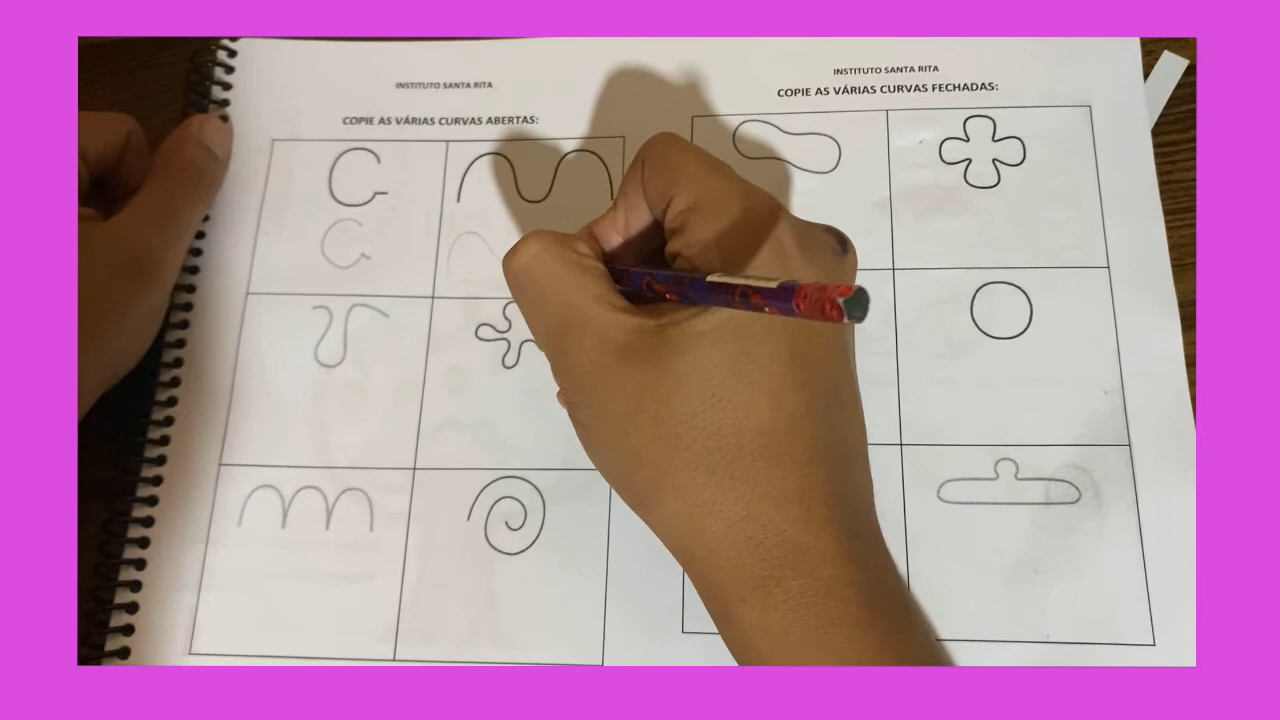 INSTITUTO SANTA RITA
COPIE AS VÁRIAS CURVAS ABERTAS:
INSTITUTO SANTA RITA
COPIE AS VÁRIAS CURVAS FECHADAS: